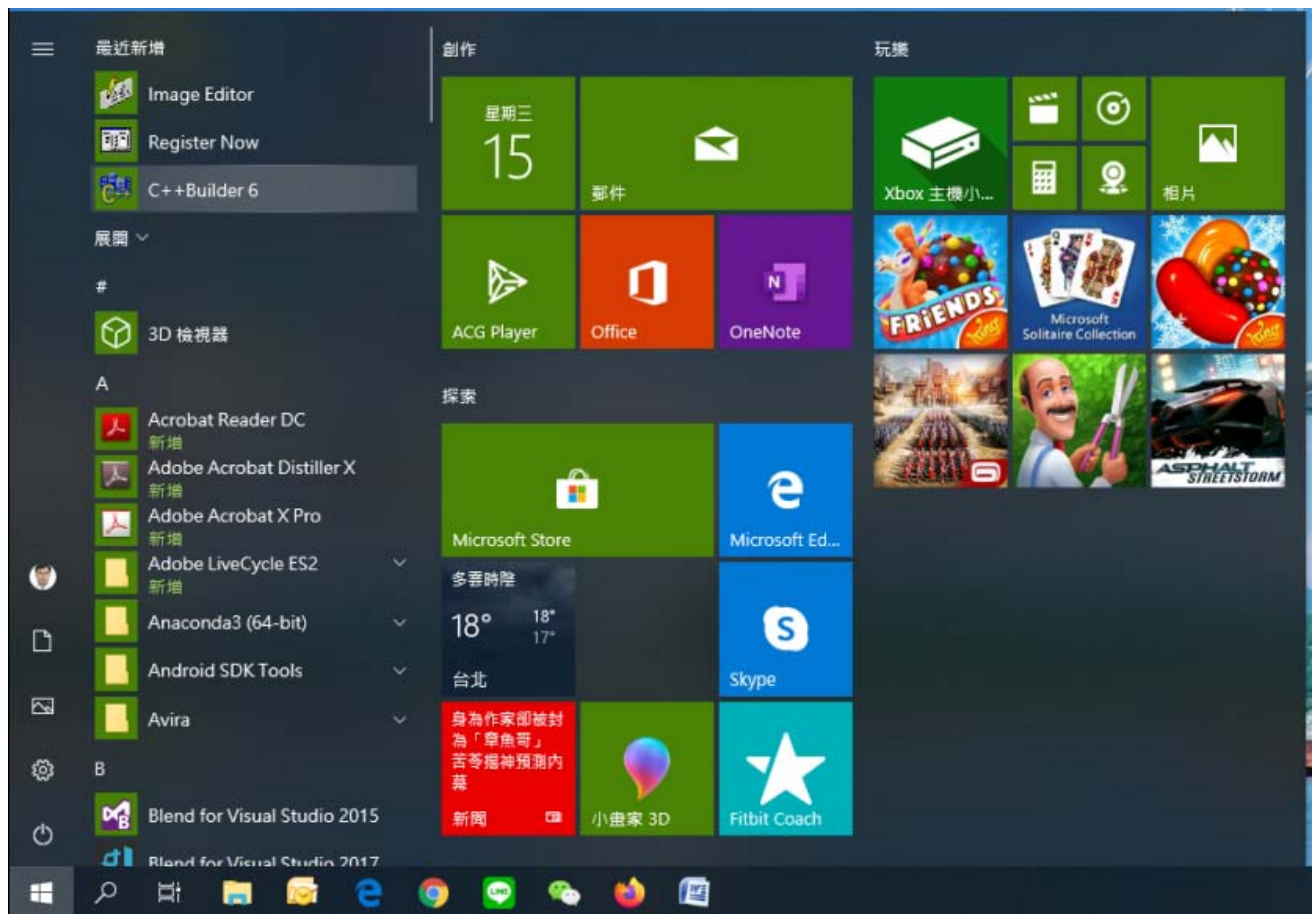 最近新增
Image Editor
Register Now
C++Builder 6
展開
#
3D 檢視器
A
Acrobat Reader DC
新增
Adobe Acrobat Distiller X
新增
Adobe Acrobat X Pro
新增
Adobe LiveCycle ES2
新增
Anaconda3 (64-bit)
Android SDK Tools
Avira
B
Blend for Visual Studio 2015
Blend for Visual Studio 2017
創作
星期三
15
郵件
ACG Player
Office
N
OneNote
探索
Microsoft Store
Microsoft Ed...
多雲時陰
18°
18°
17°
台北
S
Skype
身為作家卻被封
為「章魚哥」
苦苓揭神預測內
幕
新聞
小畫家 3D
Fitbit Coach
玩樂
Xbox 主機小...
相片
FRIENDS
King
Microsoft
Solitaire Collection
King
ASPHALT
STREETSTORM
LINE